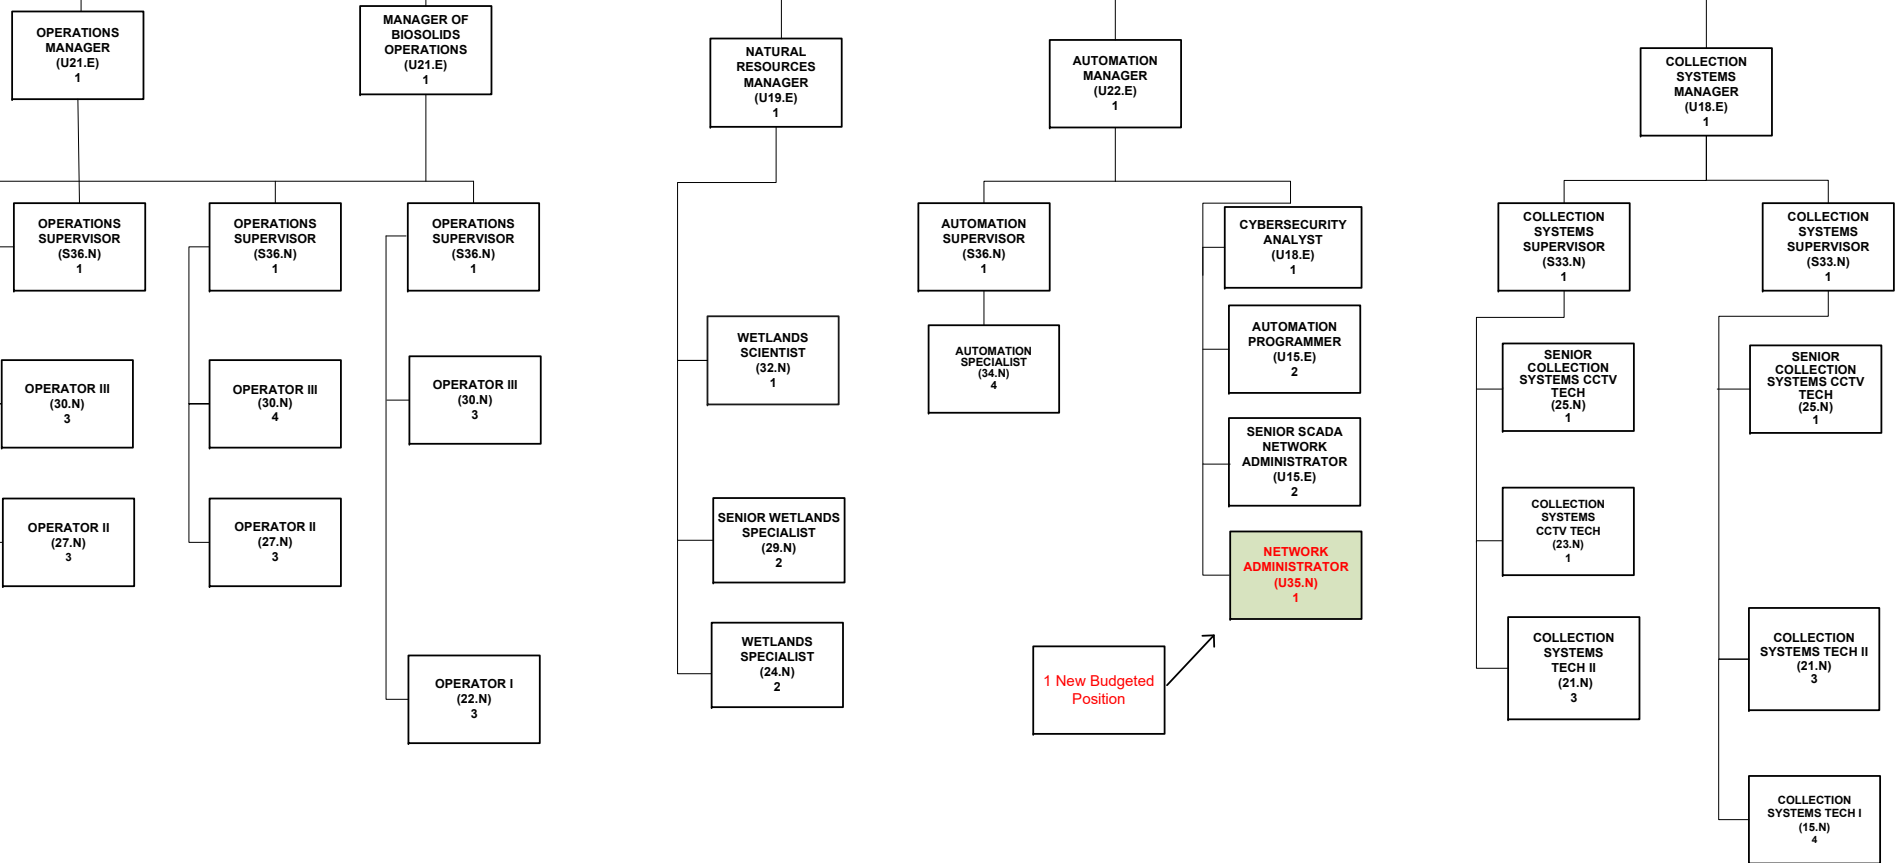 OPERATIONS
MANAGER
(U21.E)
1
MANAGER OF
BIOSOLIDS
OPERATIONS
(U21.E)
1
NATURAL
RESOURCES
MANAGER
(U19.E)
1
AUTOMATION
MANAGER
(U22.E)
1
COLLECTION
SYSTEMS
MANAGER
(U18.E)
1
OPERATIONS
SUPERVISOR
(S36.N)
1
OPERATIONS
SUPERVISOR
(S36.N)
1
OPERATIONS
SUPERVISOR
(S36.N)
1
AUTOMATION
SUPERVISOR
(S36.N)
1
CYBERSECURITY
ANALYST
(U18.E)
1
COLLECTION
SYSTEMS
SUPERVISOR
(S33.N)
1
COLLECTION
SYSTEMS
SUPERVISOR
(S33.N)
1
OPERATOR III
(30.N)
3
OPERATOR III
(30.N)
4
OPERATOR III
(30.N)
3
WETLANDS
SCIENTIST
(32.N)
1
AUTOMATION
SPECIALIST
(34.N)
4
AUTOMATION
PROGRAMMER
(U15.E)
2
SENIOR
COLLECTION
SYSTEMS CCTV
TECH
(25.N)
1
SENIOR
COLLECTION
SYSTEMS CCTV
TECH
(25.N)
1
SENIOR SCADA
NETWORK
ADMINISTRATOR
(U15.E)
2
OPERATOR II
(27.N)
3
OPERATOR II
(27.N)
3
SENIOR WETLANDS
SPECIALIST
(29.N)
2
NETWORK
ADMINISTRATOR
(U35.N)
1
COLLECTION
SYSTEMS
CCTV TECH
(23.N)
1
OPERATOR I
(22.N)
3
WETLANDS
SPECIALIST
(24.N)
2
1 New Budgeted
Position
COLLECTION
SYSTEMS
TECH II
(21.N)
3
COLLECTION
SYSTEMS TECH II
(21.N)
3
COLLECTION
SYSTEMS TECH I
(15.N)
4